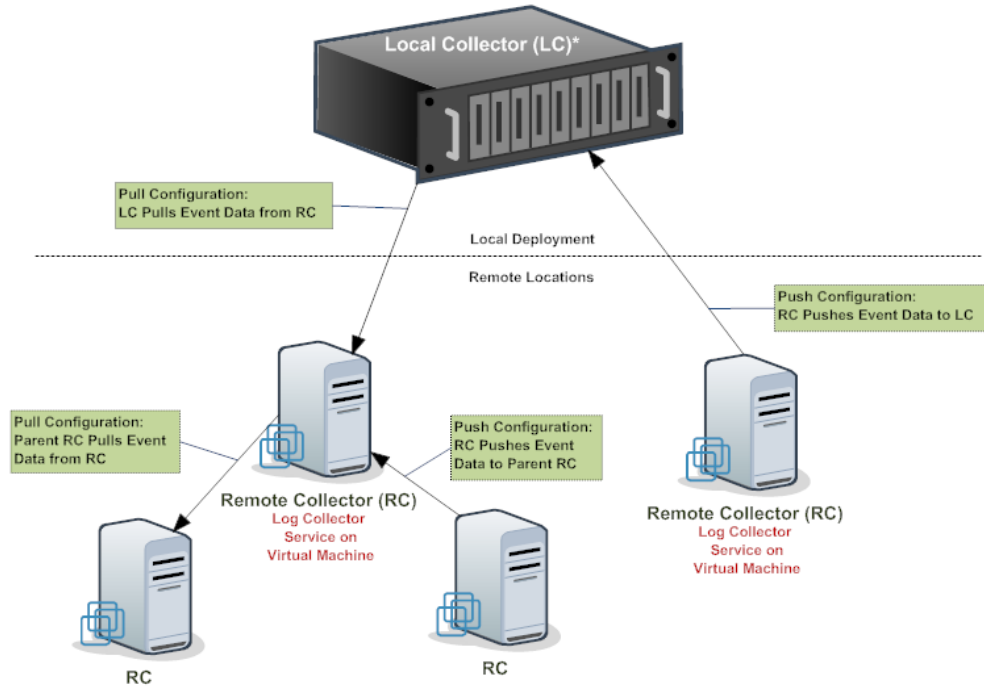 Local Collector (LC)*
Pull Configuration:
LC Pulls Event Data from RC
Local Deployment
Remote Locations
Push Configuration:
RC Pushes Event Data to LC
Pull Configuration:
Parent RC Pulls Event
Data from RC
Push Configuration:
RC Pushes Event
Data to Parent RC
Remote Collector (RC)
Log Collector
Service on
Virtual Machine
Remote Collector (RC)
Log Collector
Service on
Virtual Machine
RC
RC